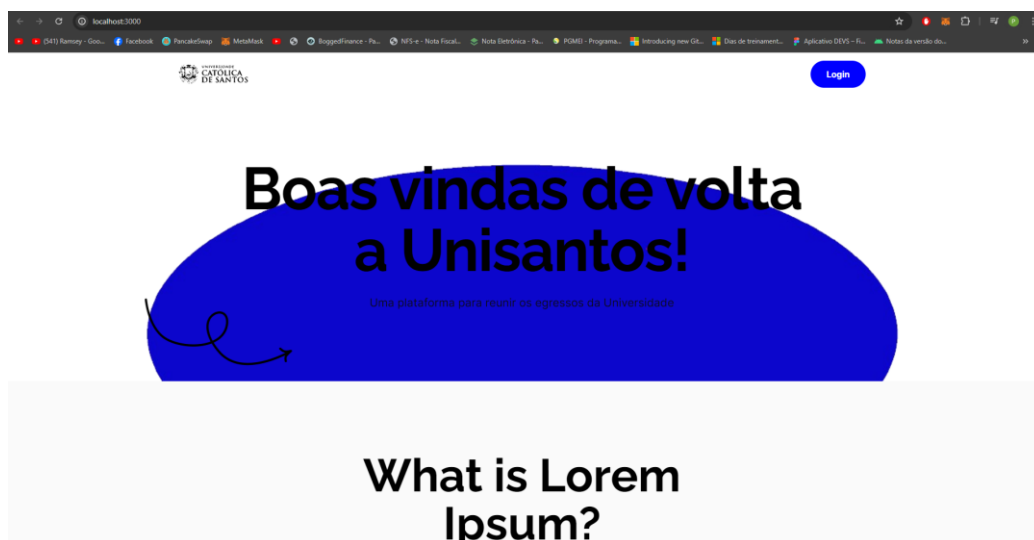 localhost:3000
(541) Ramsey - Goo...
Facebook
PancakeSwap
MetaMask
BoggedFinance - Pa...
NFS-e - Nota Fiscal...
Nota Eletrônica - Pa...
PGMEI - Programa...
Introducing new Git...
Dias de treinament...
Aplicativo DEVS – Fi...
Notas da versão do...
»
UNIVERSIDADE
CATÓLICA
DE SANTOS
Login
Boas vindas de volta
a Unisantos!
Uma plataforma para reunir os egressos da Universidade
What is Lorem
Ipsum?